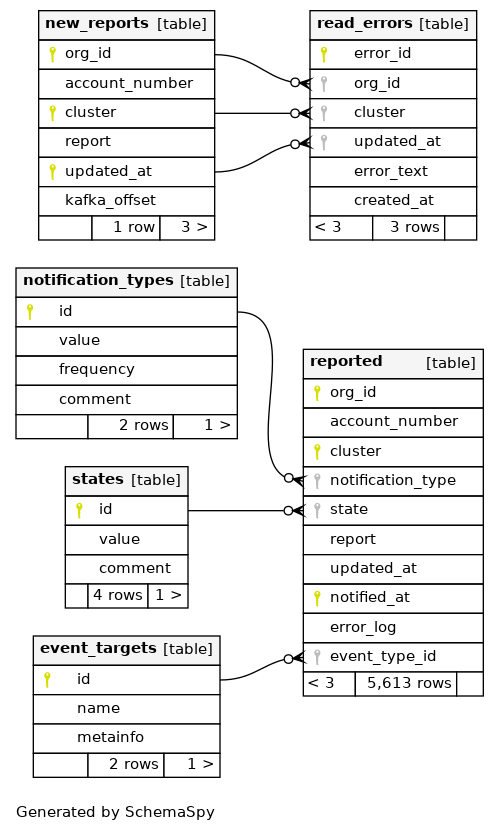 new_reports [table]
org_id
account_number
cluster
report
updated_at
kafka_offset
1 row 3 >
read_errors [table]
error_id
org_id
cluster
updated_at
error_text
created_at
< 3 3 rows
notification_types [table]
id
value
frequency
comment
2 rows 1 >
states [table]
id
value
comment
4 rows 1 >
event_targets [table]
id
name
metainfo
2 rows 1 >
reported [table]
org_id
account_number
cluster
notification_type
state
report
updated_at
notified_at
error_log
event_type_id
< 3 5,613 rows
Generated by SchemaSpy